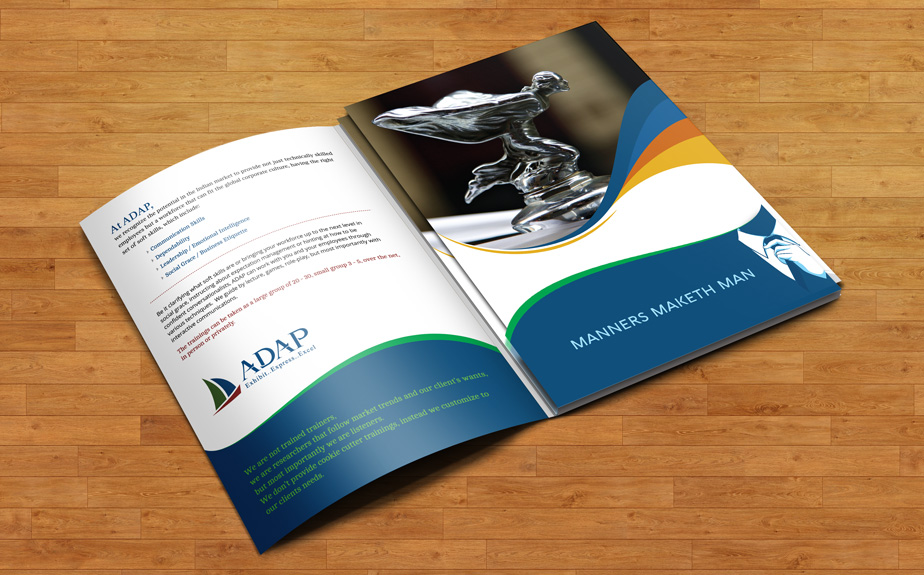 At ADAP,
we recognize the potential in the Indian market to provide not just technically skilled
employees but a workforce that can fit the global corporate culture, having the right
set of soft skills, which include:
› Communication Skills
› Dependability
› Leadership / Emotional Intelligence
› Social Grace / Business Etiquette
Be it clarifying what soft skills are or bringing your workforce up to the next level in
social grace, instructing about expectation management or hinting at how to be
confident conversationalists. ADAP can work with you and your employees through
various techniques. We guide by lecture, games, role-play, but most importantly with
interactive communications.
The trainings can be taken as a large group of 20 - 30, small group 3 - 5, over the net,
in person or privately.
ADAP
Exhibit..Express..Excel
We are not trained trainers,
we are researchers that follow market trends and our client's wants,
but most importantly we are listeners.
We don't provide cookie cutter trainings, instead we customize to
our clients needs.
MANNERS MAKETH MAN